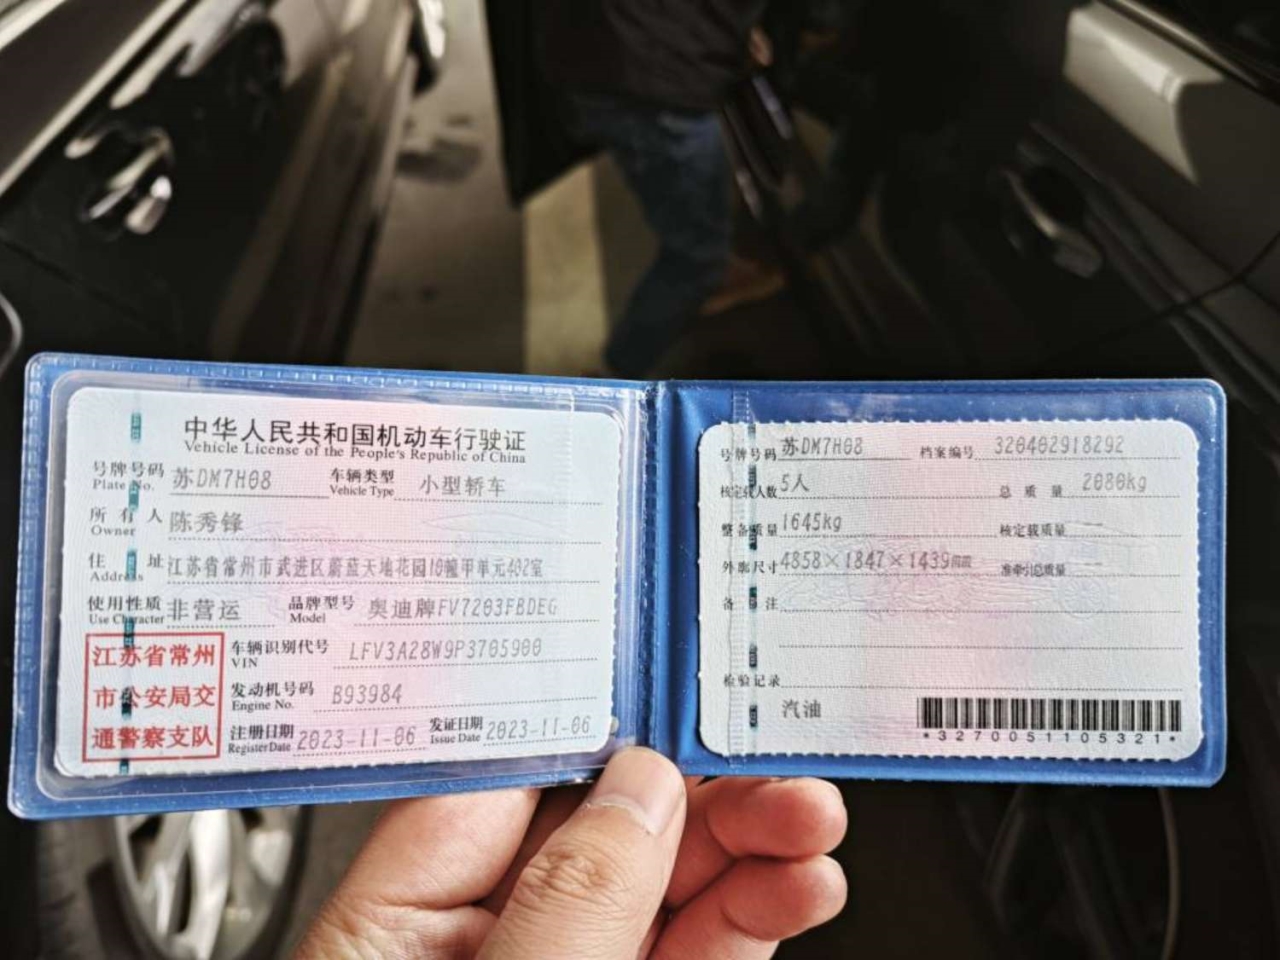 中华人民共和国机动车行驶证
Vehicle License of the People's Republic of China
号牌号码 苏DM7H08 车辆类型 小型轿车
Plate No. Vehicle Type
所有人 陈秀锋
Owner
住址 江苏省常州市武进区蔚蓝天地花园10幢甲单元402室
Address
使用性质 非营运 品牌型号 奥迪牌FV7203FBDEG
Use Character Model
江苏省常州
市公安局交
通警察支队
车辆识别代号 LFV3A28W9P3705900
VIN
发动机号码 B93984
Engine No.
注册日期 2023-11-06 发证日期 2023-11-06
Register Date Issue Date
号牌号码 苏DM7H08 档案编号 320402918292
核定载人数 5人 总质量 2080kg
整备质量 1645kg 核定载质量 --
外廓尺寸 4858×1847×1439mm 准牵引总质量 --
备注
检验记录
汽油
*3270051105321*